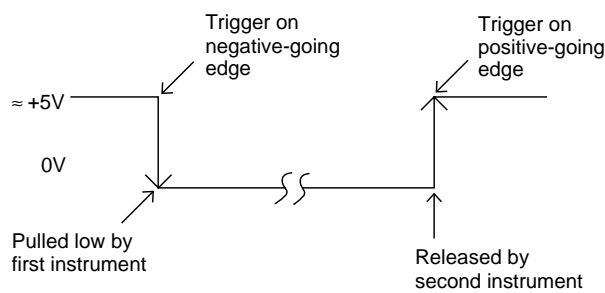 Trigger on
negative-going
edge
Trigger on
positive-going
edge
≈ +5V
0V
Pulled low by
first instrument
Released by
second instrument